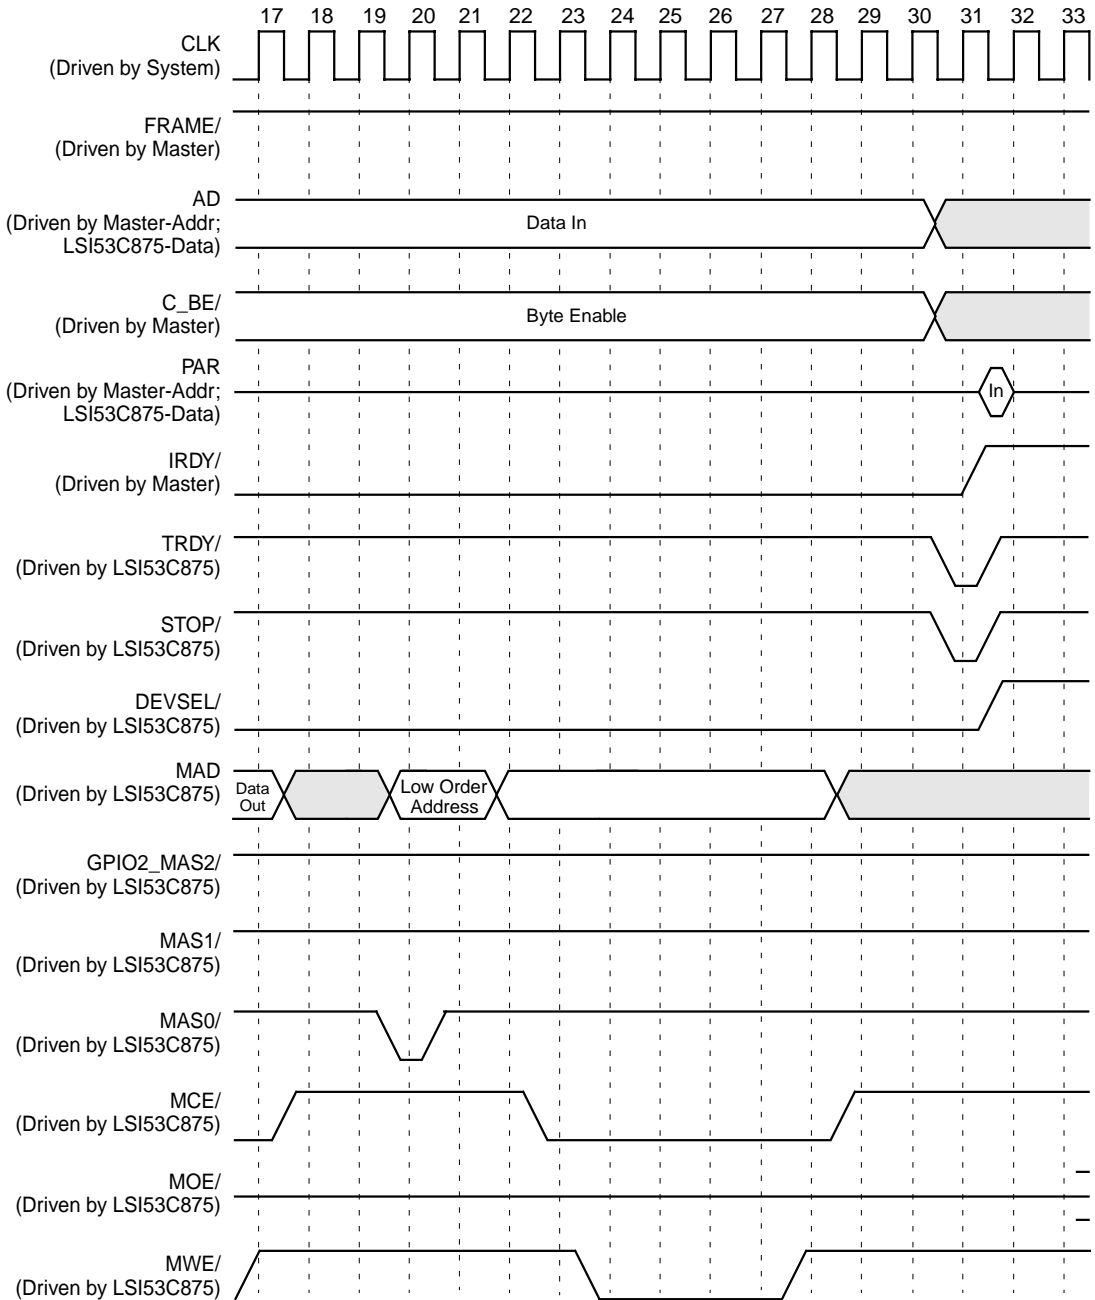 17 18 19 20 21 22 23 24 25 26 27 28 29 30 31 32 33
CLK
(Driven by System)
FRAME/
(Driven by Master)
AD
(Driven by Master-Addr;
LSI53C875-Data)
Data In
C_BE/
(Driven by Master)
Byte Enable
PAR
(Driven by Master-Addr;
LSI53C875-Data)
In
IRDY/
(Driven by Master)
TRDY/
(Driven by LSI53C875)
STOP/
(Driven by LSI53C875)
DEVSEL/
(Driven by LSI53C875)
MAD
(Driven by LSI53C875)
Data
Out
Low Order
Address
GPIO2_MAS2/
(Driven by LSI53C875)
MAS1/
(Driven by LSI53C875)
MAS0/
(Driven by LSI53C875)
MCE/
(Driven by LSI53C875)
MOE/
(Driven by LSI53C875)
MWE/
(Driven by LSI53C875)